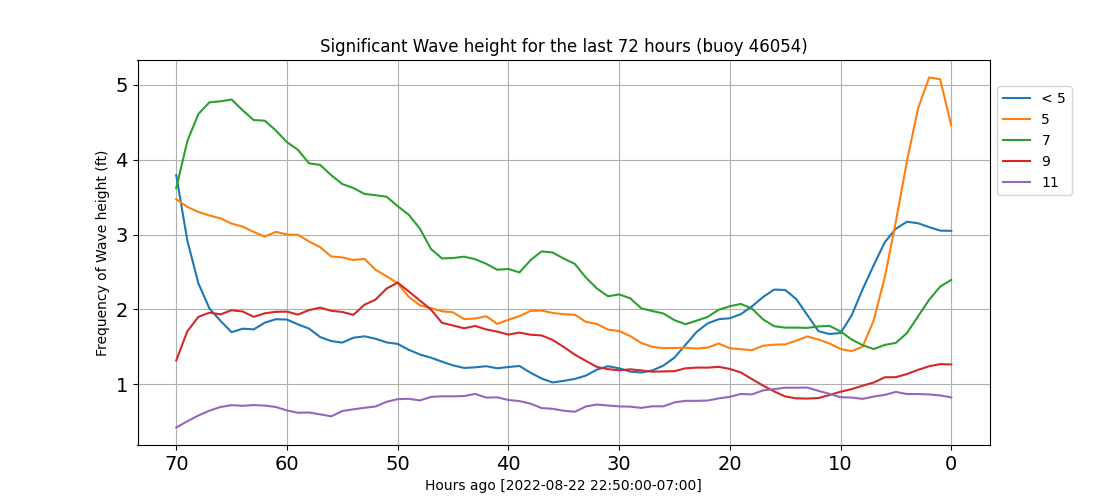 Significant Wave height for the last 72 hours (buoy 46054)
Frequency of Wave height (ft)
5
4
3
2
1
70 60 50 40 30 20 10 0
Hours ago [2022-08-22 22:50:00-07:00]
< 5
5
7
9
11